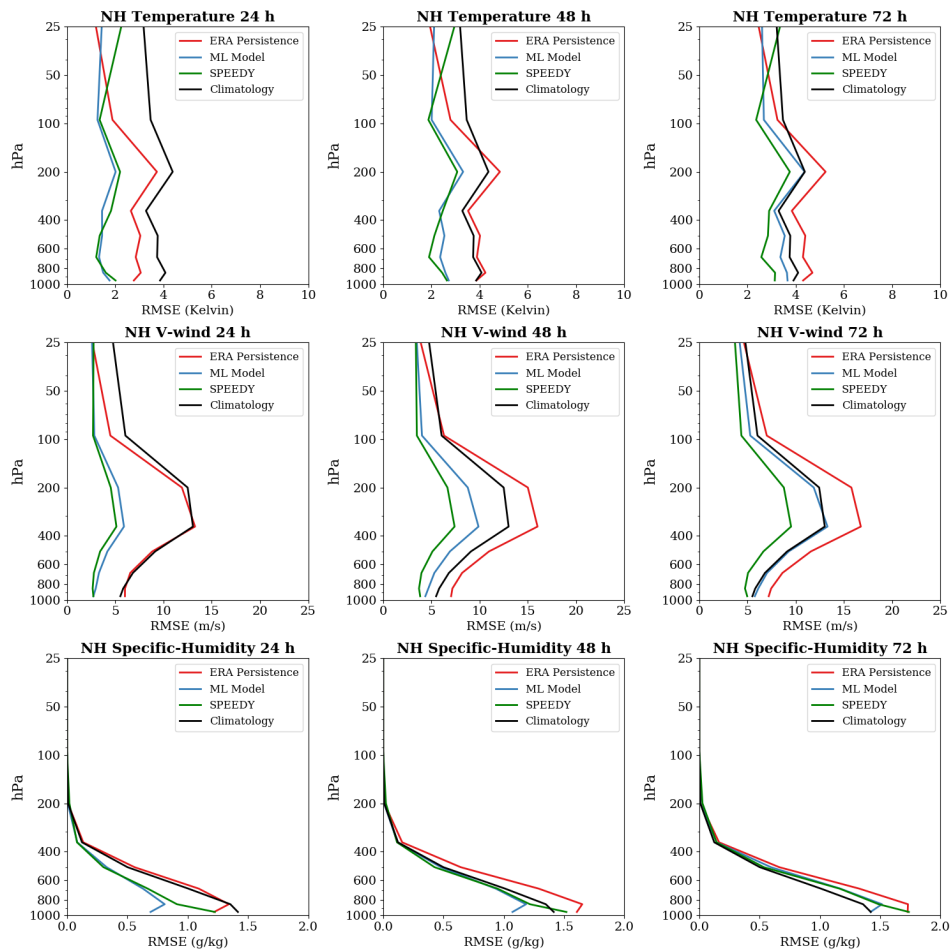 NH Temperature 24 h
25
50
100
200
400
600
800
1000
hPa
0
2
4
6
8
10
RMSE (Kelvin)
ERA Persistence
ML Model
SPEEDY
Climatology
NH Temperature 48 h
25
50
100
200
400
600
800
1000
hPa
0
2
4
6
8
10
RMSE (Kelvin)
ERA Persistence
ML Model
SPEEDY
Climatology
NH Temperature 72 h
25
50
100
200
400
600
800
1000
hPa
0
2
4
6
8
10
RMSE (Kelvin)
ERA Persistence
ML Model
SPEEDY
Climatology
NH V-wind 24 h
25
50
100
200
400
600
800
1000
hPa
0
5
10
15
20
25
RMSE (m/s)
ERA Persistence
ML Model
SPEEDY
Climatology
NH V-wind 48 h
25
50
100
200
400
600
800
1000
hPa
0
5
10
15
20
25
RMSE (m/s)
ERA Persistence
ML Model
SPEEDY
Climatology
NH V-wind 72 h
25
50
100
200
400
600
800
1000
hPa
0
5
10
15
20
25
RMSE (m/s)
ERA Persistence
ML Model
SPEEDY
Climatology
NH Specific-Humidity 24 h
25
50
100
200
400
600
800
1000
hPa
0.0
0.5
1.0
1.5
2.0
RMSE (g/kg)
ERA Persistence
ML Model
SPEEDY
Climatology
NH Specific-Humidity 48 h
25
50
100
200
400
600
800
1000
hPa
0.0
0.5
1.0
1.5
2.0
RMSE (g/kg)
ERA Persistence
ML Model
SPEEDY
Climatology
NH Specific-Humidity 72 h
25
50
100
200
400
600
800
1000
hPa
0.0
0.5
1.0
1.5
2.0
RMSE (g/kg)
ERA Persistence
ML Model
SPEEDY
Climatology